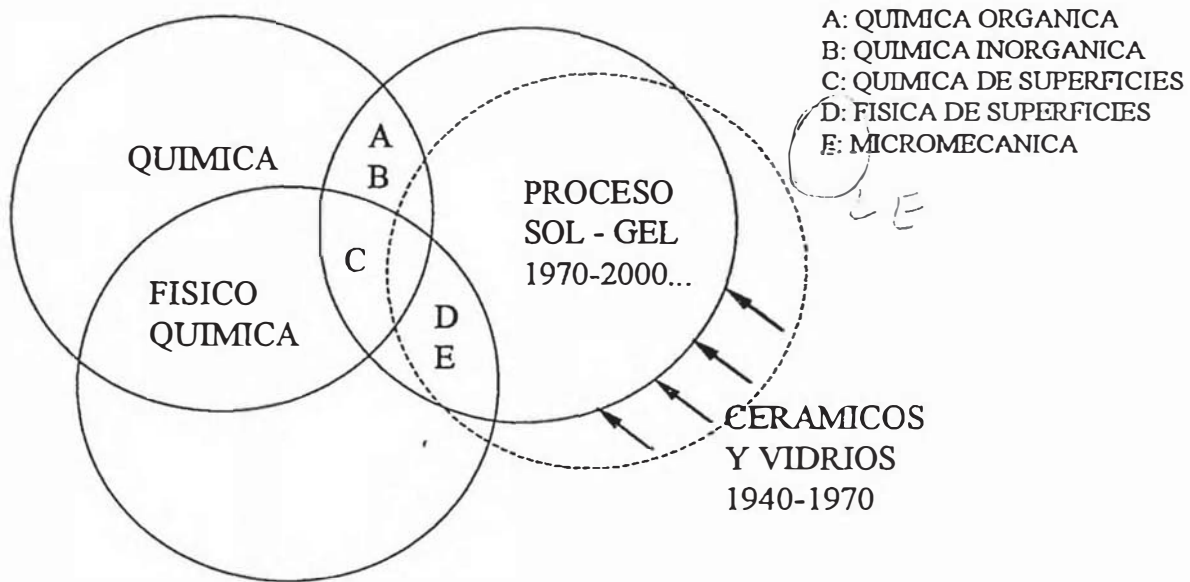 A: QUIMICA ORGANICA
B: QUIMICA INORGANICA
C: QUIMICA DE SUPERFICIES
D: FISICA DE SUPERFICIES
E: MICROMECANICA
QUIMICA
A
B
C
D
E
FISICO
QUIMICA
PROCESO
SOL - GEL
1970-2000...
CERAMICOS
Y VIDRIOS
1940-1970